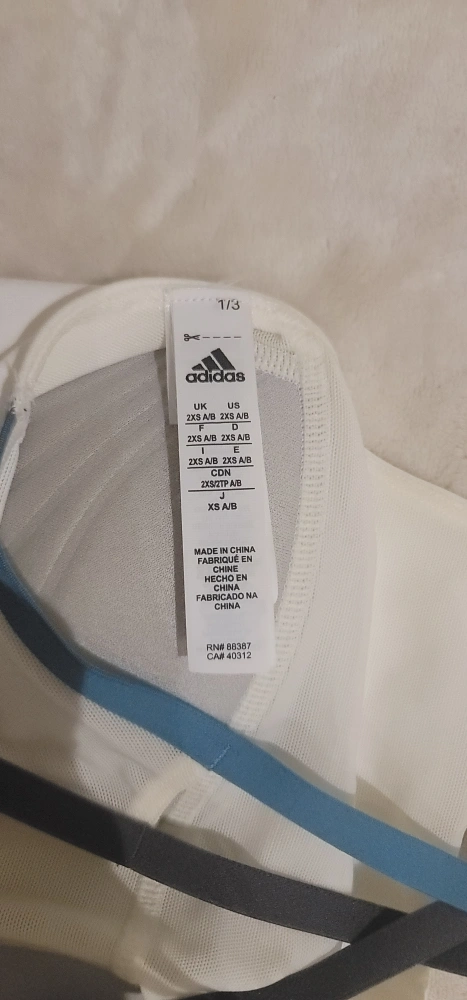 1/3
adidas
UK US
2XS A/B 2XS A/B
F D
2XS A/B 2XS A/B
I E
2XS A/B 2XS A/B
CDN
2XS/2TP A/B
J
XS A/B
MADE IN CHINA
FABRIQUÉ EN
CHINE
HECHO EN
CHINA
FABRICADO NA
CHINA
RN# 88387
CA# 40312